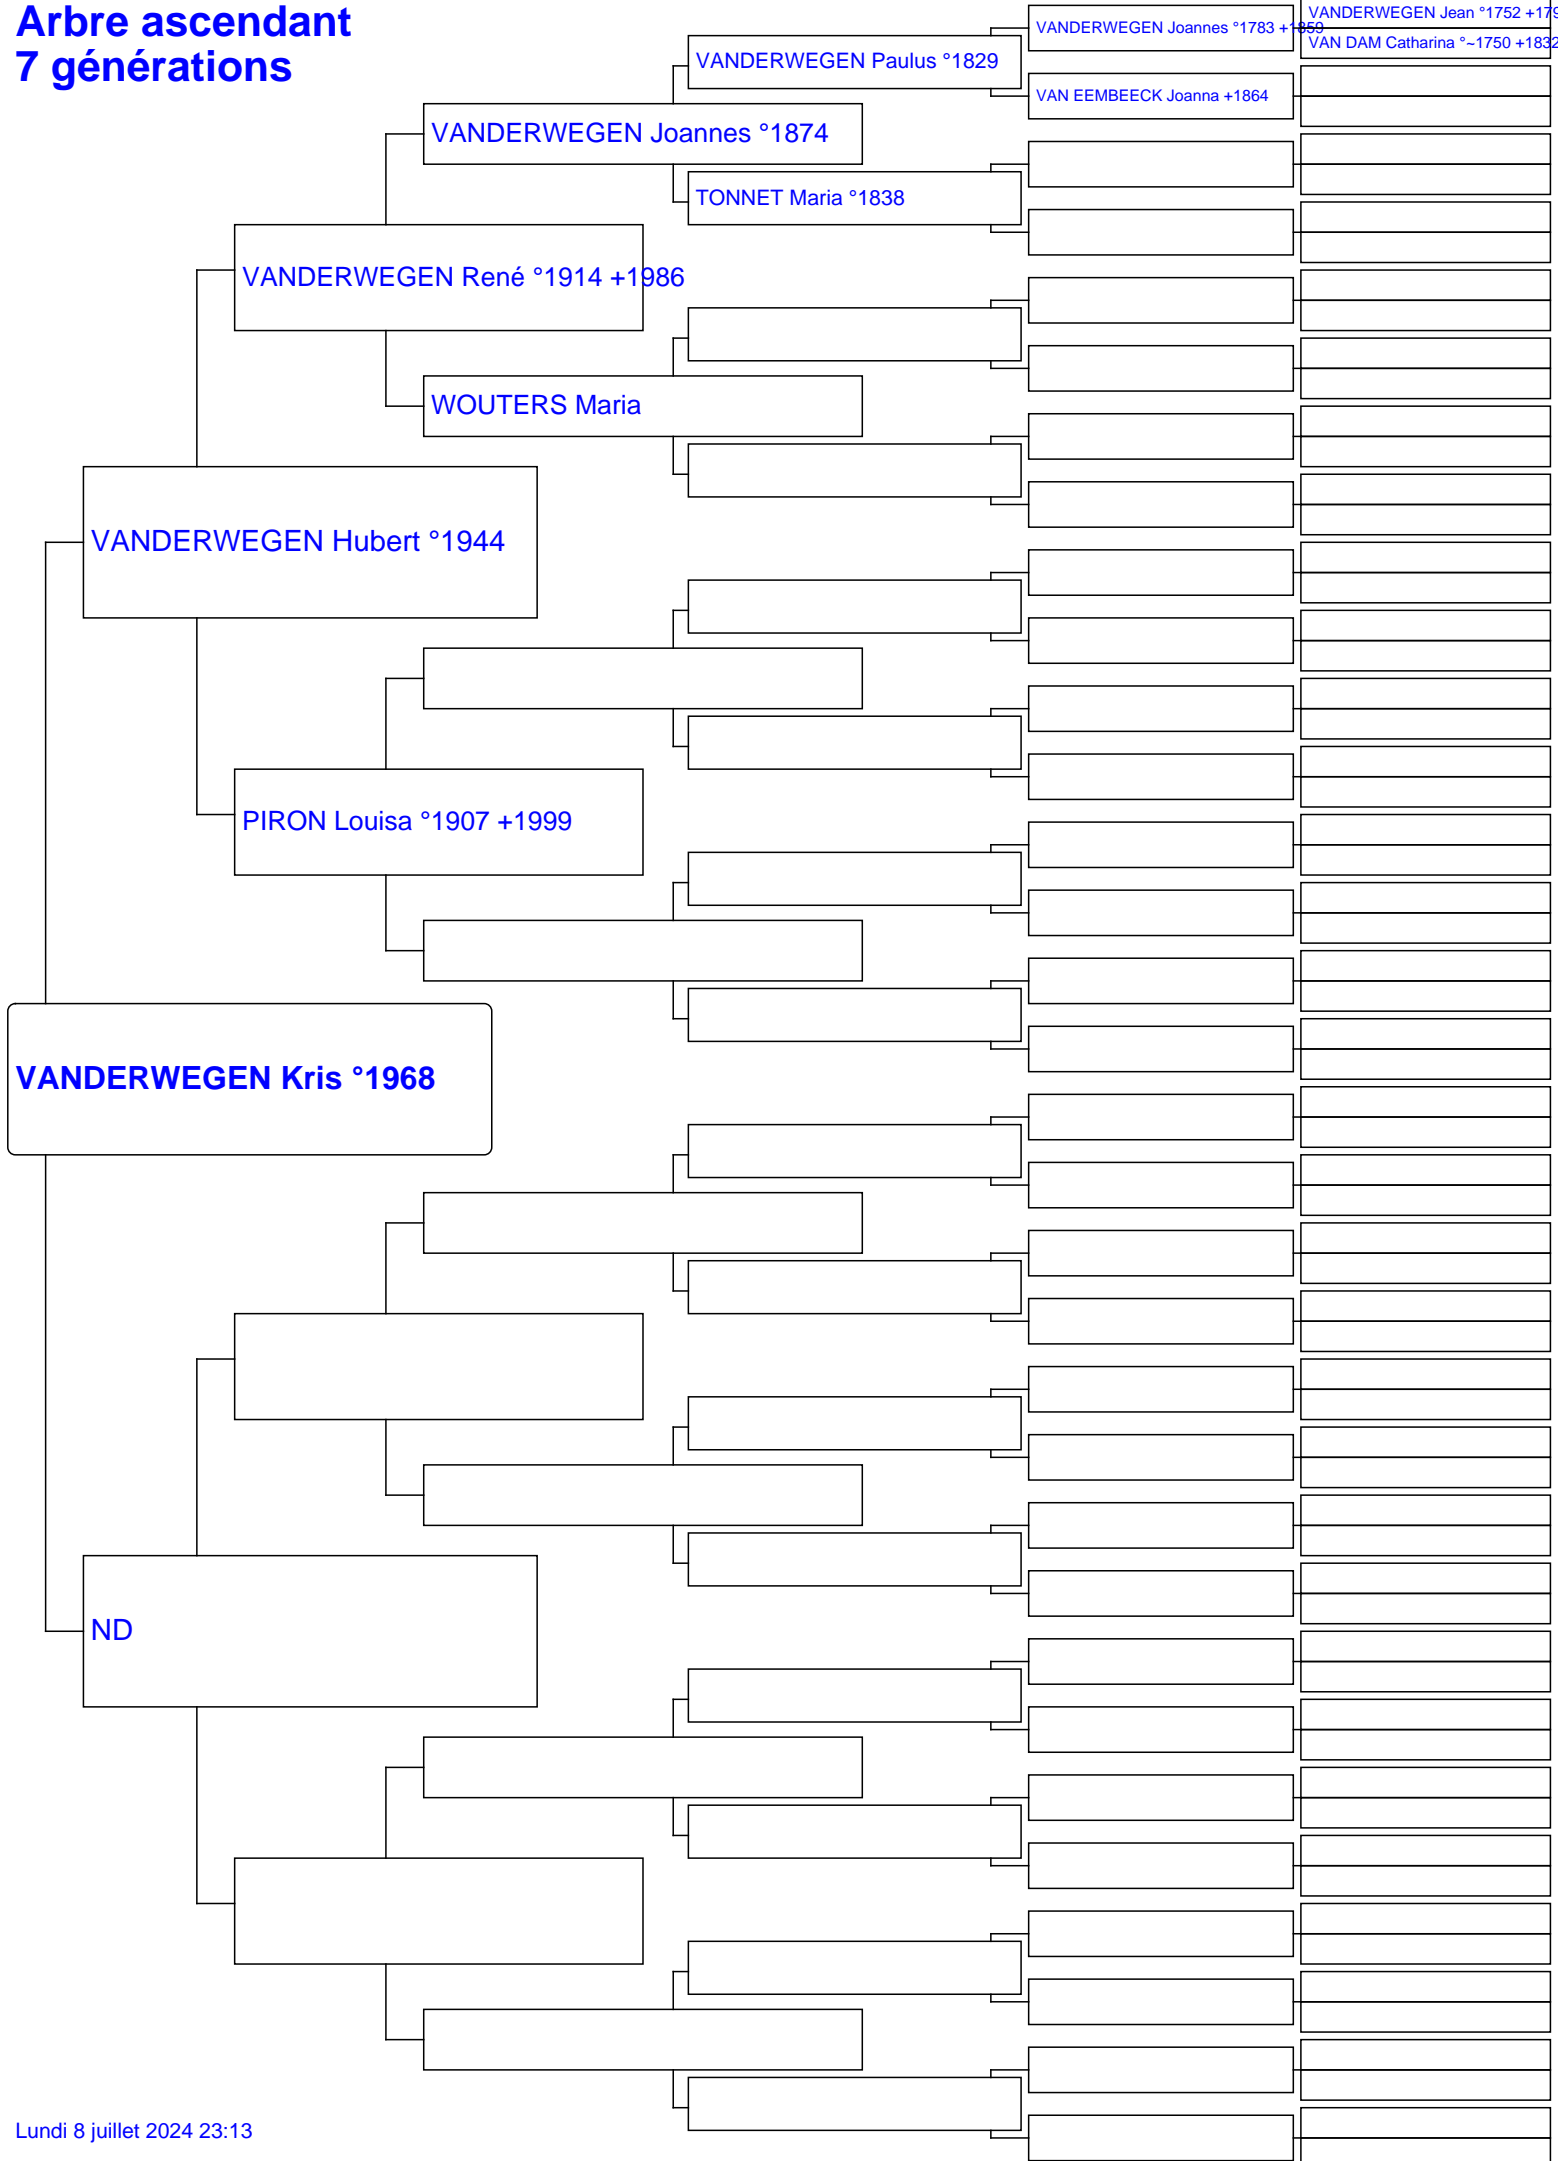 Arbre ascendant
7 générations
VANDERWEGEN Jean °1752
VANDERWEGEN Joannes °1783 +1859
VAN DAM Catharina °~1750 +1832
VANDERWEGEN Paulus °1829
VAN EEMBEECK Joanna +1864
VANDERWEGEN Joannes °1874
TONNET Maria °1838
VANDERWEGEN René °1914 +1986
WOUTERS Maria
VANDERWEGEN Hubert °1944
PIRON Louisa °1907 +1999
VANDERWEGEN Kris °1968
ND
Lundi 8 juillet 2024 23:13